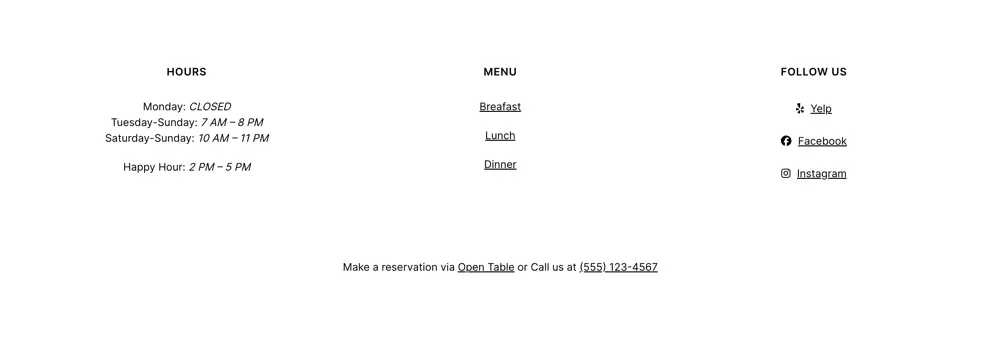 HOURS
Monday: CLOSED
Tuesday-Sunday: 7 AM – 8 PM
Saturday-Sunday: 10 AM – 11 PM
Happy Hour: 2 PM – 5 PM
MENU
Breafast
Lunch
Dinner
FOLLOW US
Yelp
Facebook
Instagram
Make a reservation via Open Table or Call us at (555) 123-4567